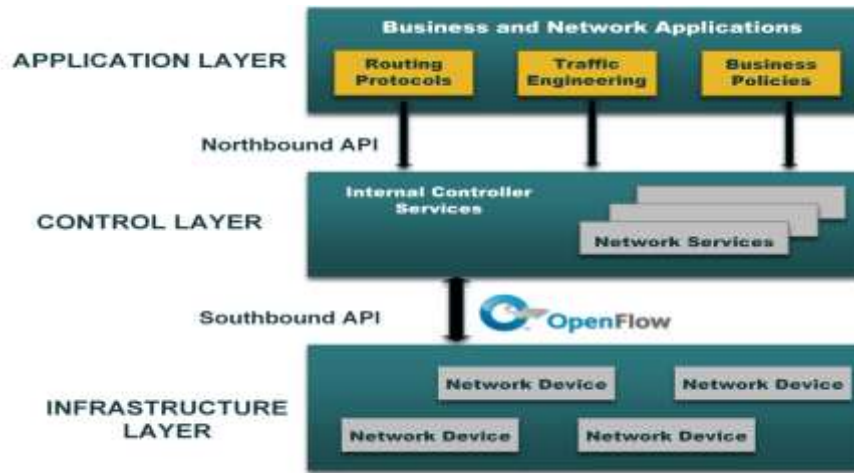 Business and Network Applications
APPLICATION LAYER
Routing
Protocols
Traffic
Engineering
Business
Policies
Northbound API
Internal Controller
Services
CONTROL LAYER
Network Services
Southbound API
OpenFlow
Network Device
Network Device
INFRASTRUCTURE
LAYER
Network Device
Network Device